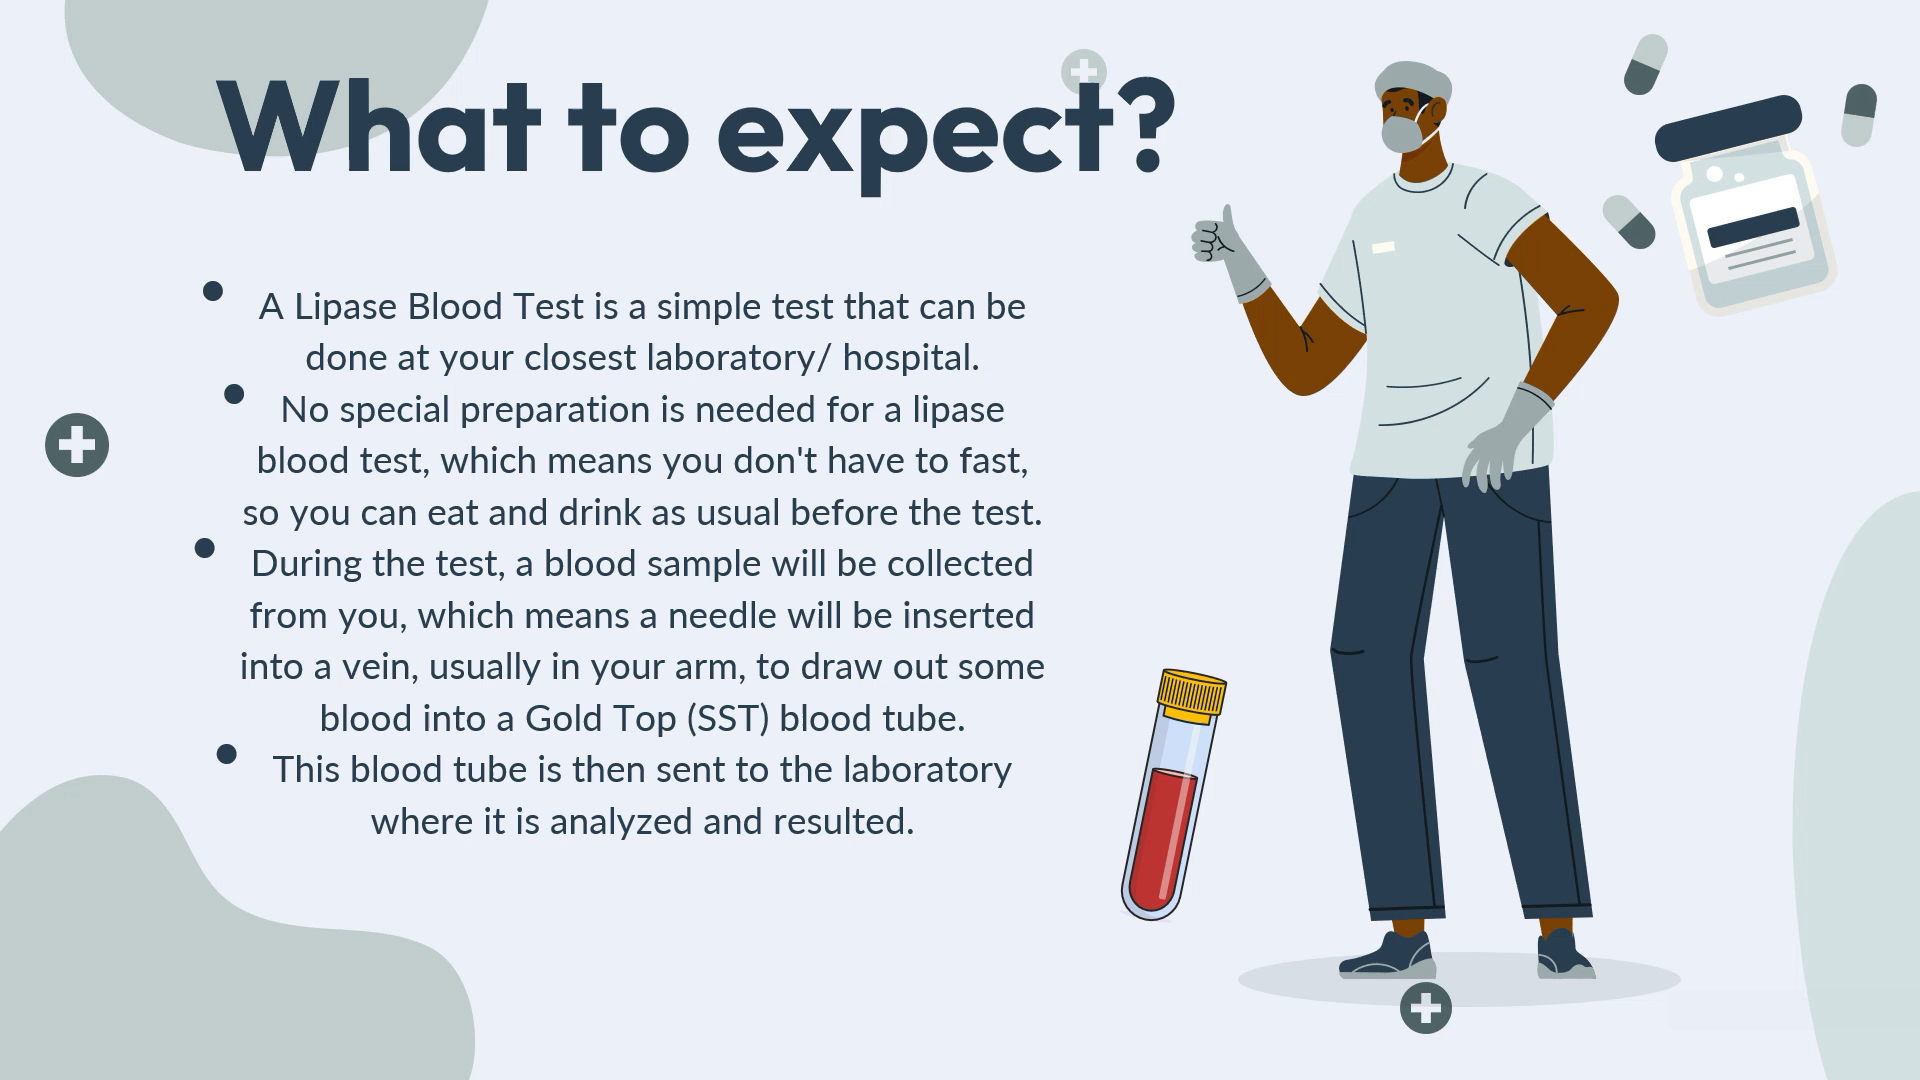 What to expect?
A Lipase Blood Test is a simple test that can be
done at your closest laboratory/ hospital.
No special preparation is needed for a lipase
blood test, which means you don't have to fast,
so you can eat and drink as usual before the test.
During the test, a blood sample will be collected
from you, which means a needle will be inserted
into a vein, usually in your arm, to draw out some
blood into a Gold Top (SST) blood tube.
This blood tube is then sent to the laboratory
where it is analyzed and resulted.